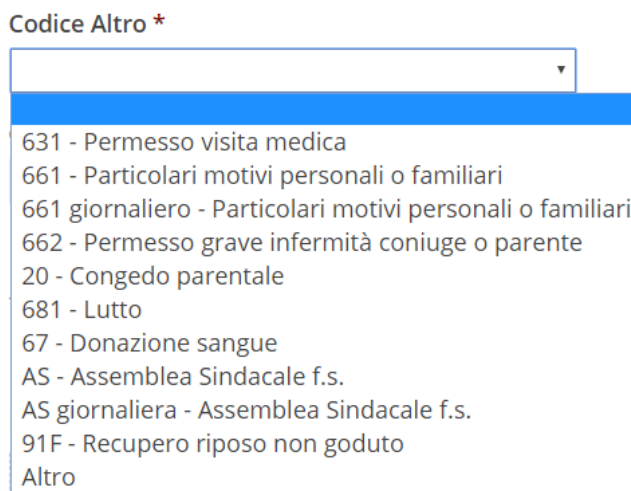 Codice Altro *
631 - Permesso visita medica
661 - Particolari motivi personali o familiari
661 giornaliero - Particolari motivi personali o familiari
662 - Permesso grave infermità coniuge o parente
20 - Congedo parentale
681 - Lutto
67 - Donazione sangue
AS - Assemblea Sindacale f.s.
AS giornaliera - Assemblea Sindacale f.s.
91F - Recupero riposo non goduto
Altro